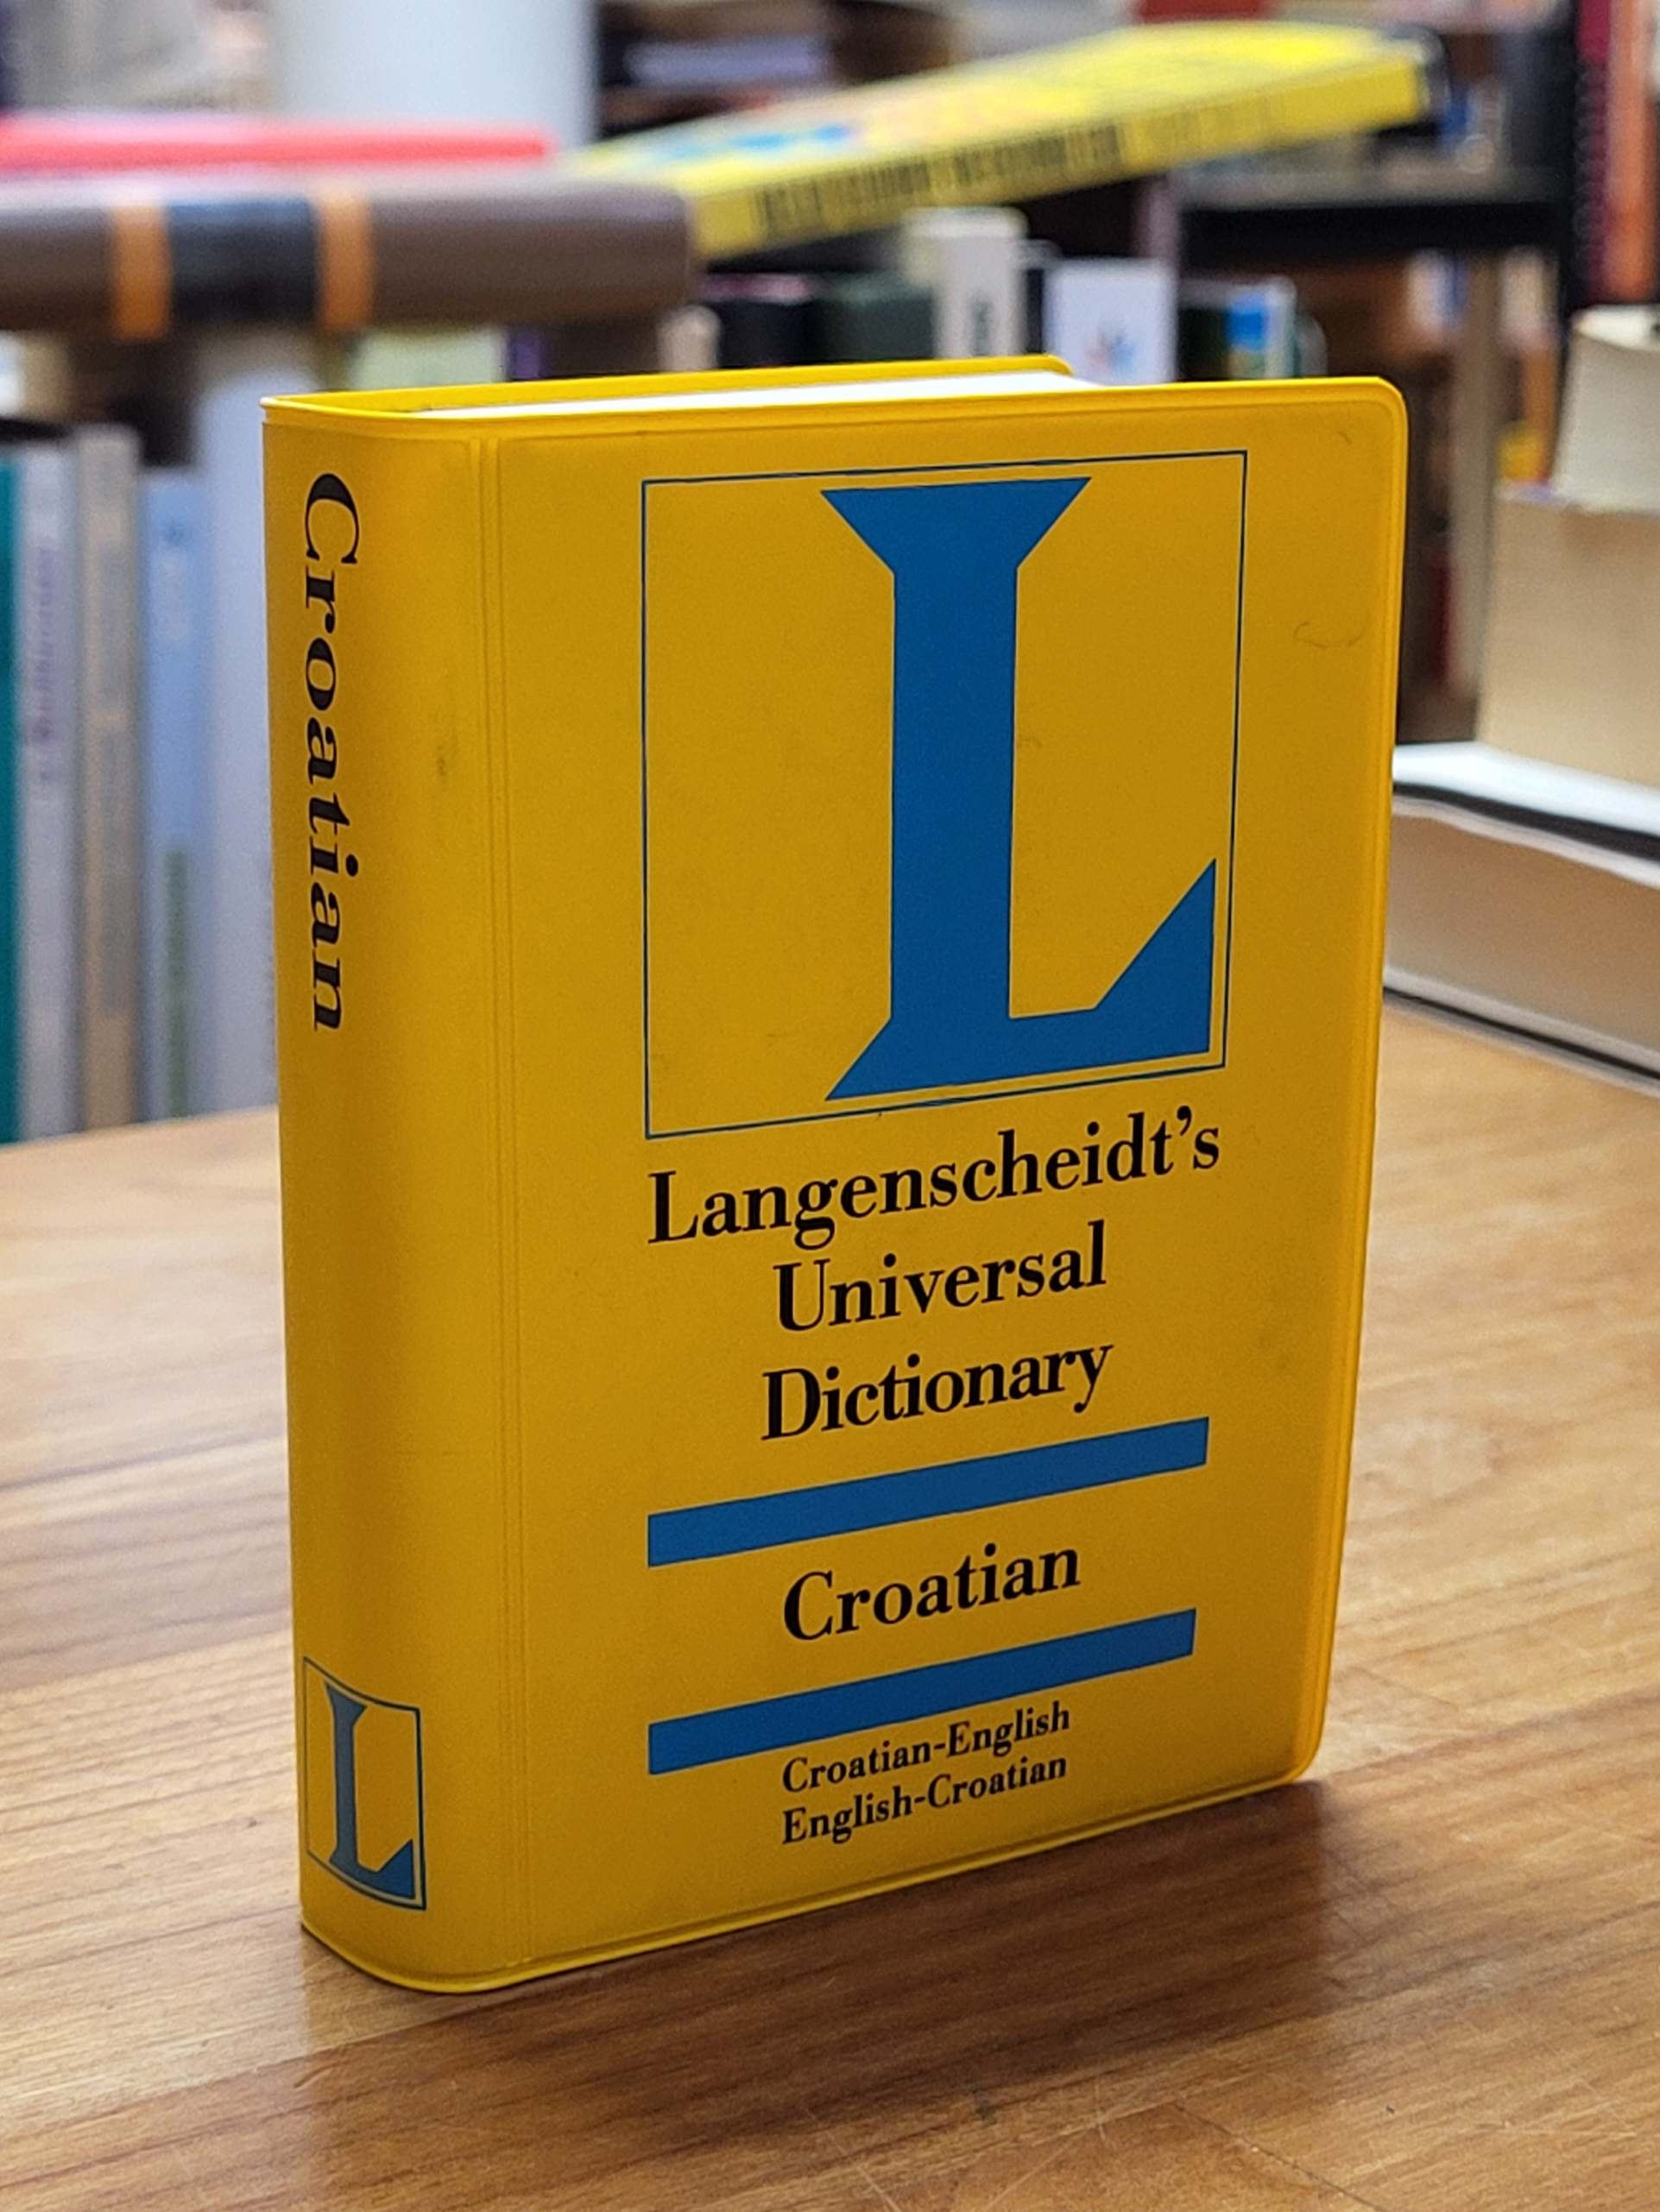 Croatian
L
L
Langenscheidt's
Universal
Dictionary
Croatian
Croatian-English
English-Croatian